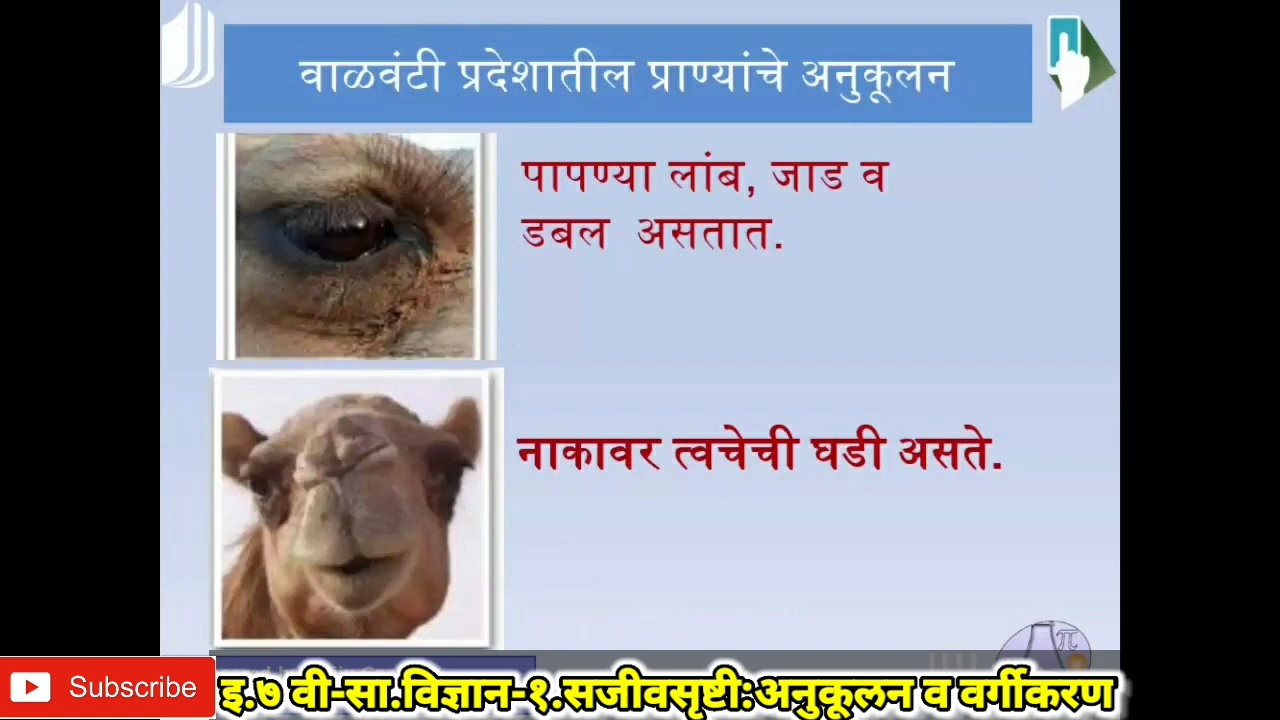 वाळवंटी प्रदेशातील प्राण्यांचे अनुकूलन
पापण्या लांब, जाड व
डबल असतात.
नाकावर त्वचेची घडी असते.
π
Subscribe
इ.७ वी-सा.विज्ञान-१.सजीवसृष्टी:अनुकूलन व वर्गीकरण